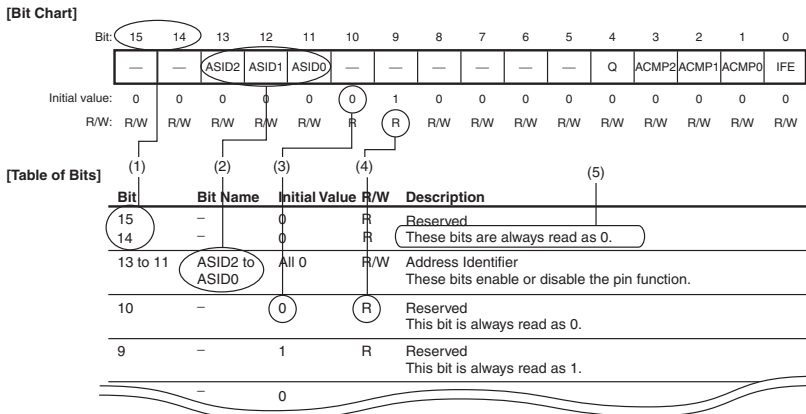 [Bit Chart]
Bit: 15 14 13 12 11 10 9 8 7 6 5 4 3 2 1 0
— — ASID2 ASID1 ASID0 — — — — — — Q ACMP2 ACMP1 ACMP0 IFE
Initial value: 0 0 0 0 0 0 1 0 0 0 0 0 0 0 0 0
R/W: R/W R/W R/W R/W R/W R R R/W R/W R/W R/W R/W R/W R/W R/W R/W
(1) (2) (3) (4) (5)
[Table of Bits]
Bit Bit Name Initial Value R/W Description
15 − 0 R Reserved
14 − 0 R These bits are always read as 0.
13 to 11 ASID2 to All 0 R/W Address Identifier
ASID0 These bits enable or disable the pin function.
10 − 0 R Reserved
This bit is always read as 0.
9 − 1 R Reserved
This bit is always read as 1.
− 0